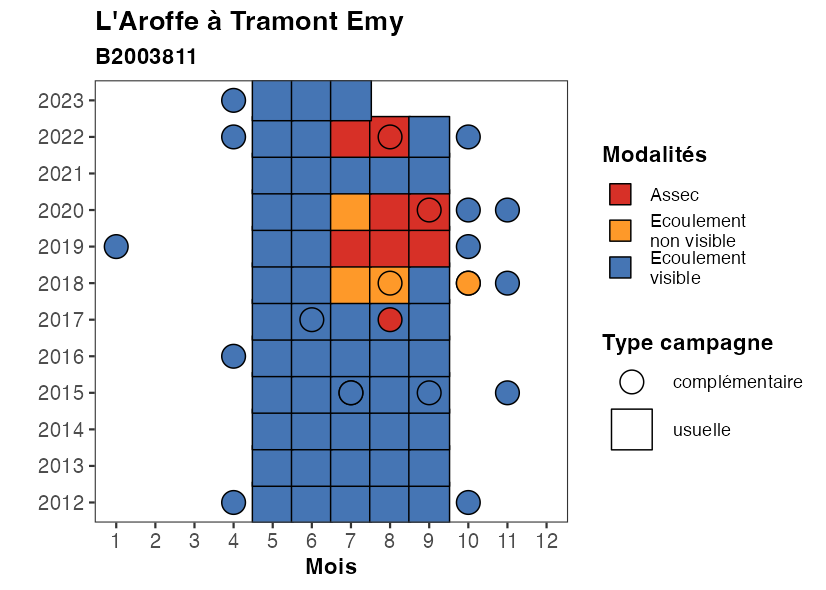 L'Aroffe à Tramont Emy
B2003811
2023
2022
2021
2020
2019
2018
2017
2016
2015
2014
2013
2012
1 2 3 4 5 6 7 8 9 10 11 12
Mois
Modalités
Assec
Ecoulement
non visible
Ecoulement
visible
Type campagne
complémentaire
usuelle